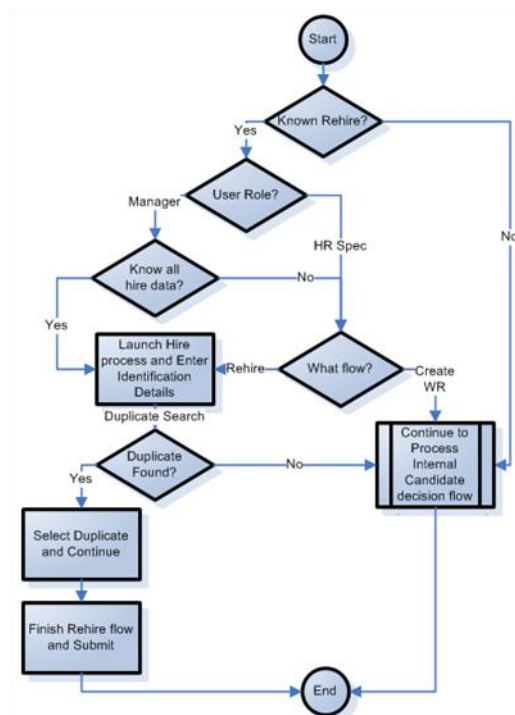 Start
Known Rehire?
Yes
User Role?
Manager
No
HR Spec
Know all
hire data?
No
Yes
Launch Hire
process and Enter
Identification
Details
Rehire
What flow?
Create
WR
Duplicate Search
Continue to
Process
Internal
Candidate
decision flow
Duplicate
Found?
No
Yes
Select Duplicate
and Continue
Finish Rehire flow
and Submit
End